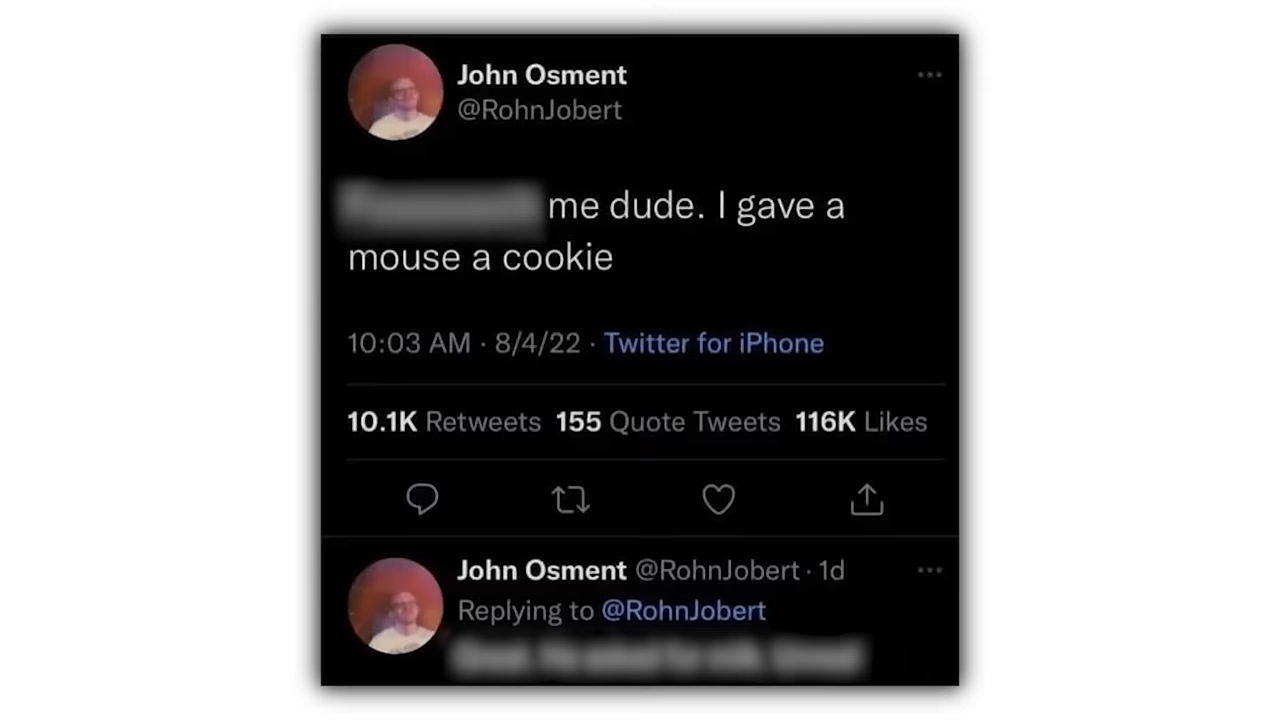 John Osment
@RohnJobert
me dude. I gave a
mouse a cookie
10:03 AM · 8/4/22 · Twitter for iPhone
10.1K Retweets 155 Quote Tweets 116K Likes
John Osment @RohnJobert · 1d
Replying to @RohnJobert